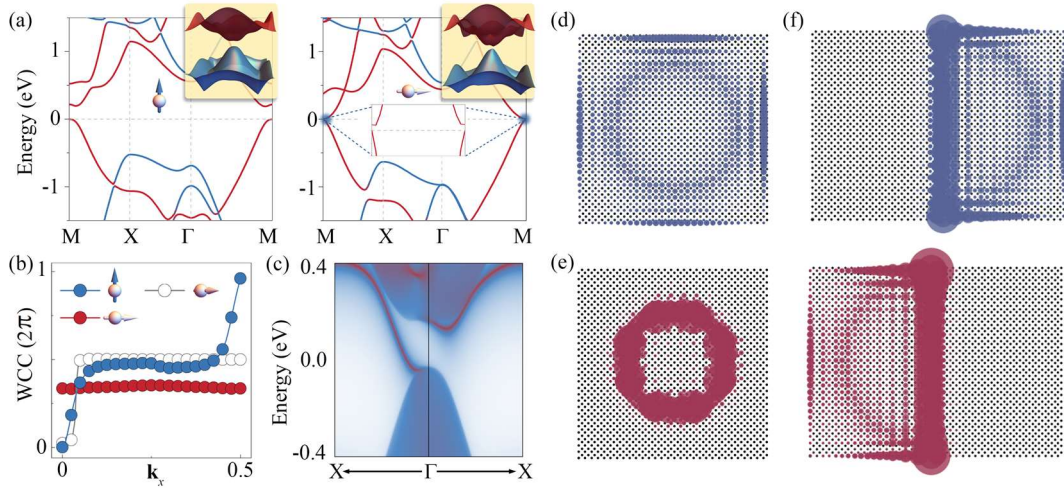 (a)
Energy (eV)
1
0
-1
M X Γ M
M X Γ M
(b)
WCC (2π)
1
0
0 0.5
k_x
(c)
Energy (eV)
0.4
0.0
-0.4
X Γ X
(d)
(e)
(f)